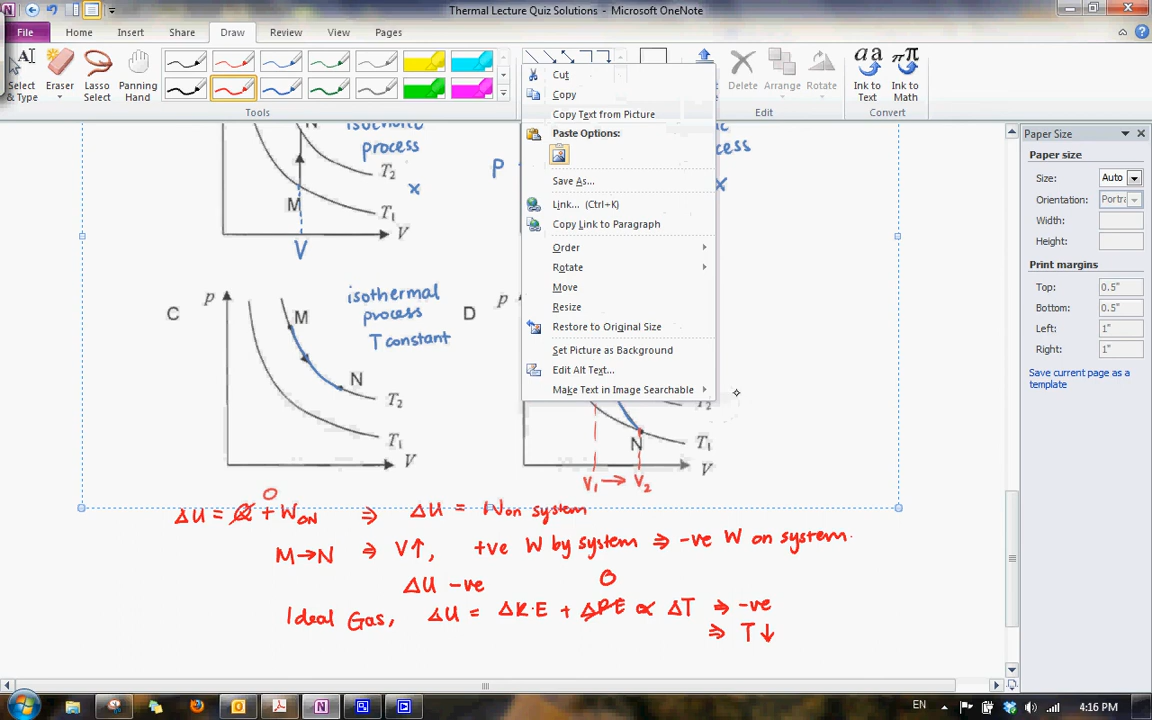 Thermal Lecture Quiz Solutions - Microsoft OneNote
File Home Insert Share Draw Review View Pages
Select & Type
Eraser
Lasso Select
Panning Hand
Delete
Arrange
Rotate
Ink to Text
Ink to Math
Tools
Edit
Convert
Cut
Copy
Copy Text from Picture
Paste Options:
Save As...
Link... (Ctrl+K)
Copy Link to Paragraph
Order
Rotate
Move
Resize
Restore to Original Size
Set Picture as Background
Edit Alt Text...
Make Text in Image Searchable
Paper Size
Paper size
Size: Auto
Orientation: Portra
Width:
Height:
Print margins
Top: 0.5"
Bottom: 0.5"
Left: 1"
Right: 1"
Save current page as a template
process
T₂
x
M
T₁
V
V
P
cess
x
C
p
M
N
T₂
T₁
V
isothermal
process
T constant
D
p
T₂
N
T₁
V
V₁ → V₂
0
ΔU = Q + W ON ⇒ ΔU = Won system
M→N ⇒ V↑, +ve W by system ⇒ -ve W on system.
ΔU -ve
0
Ideal Gas, ΔU = ΔK.E + ΔPE ∝ ΔT ⇒ -ve
⇒ T↓
EN
4:16 PM